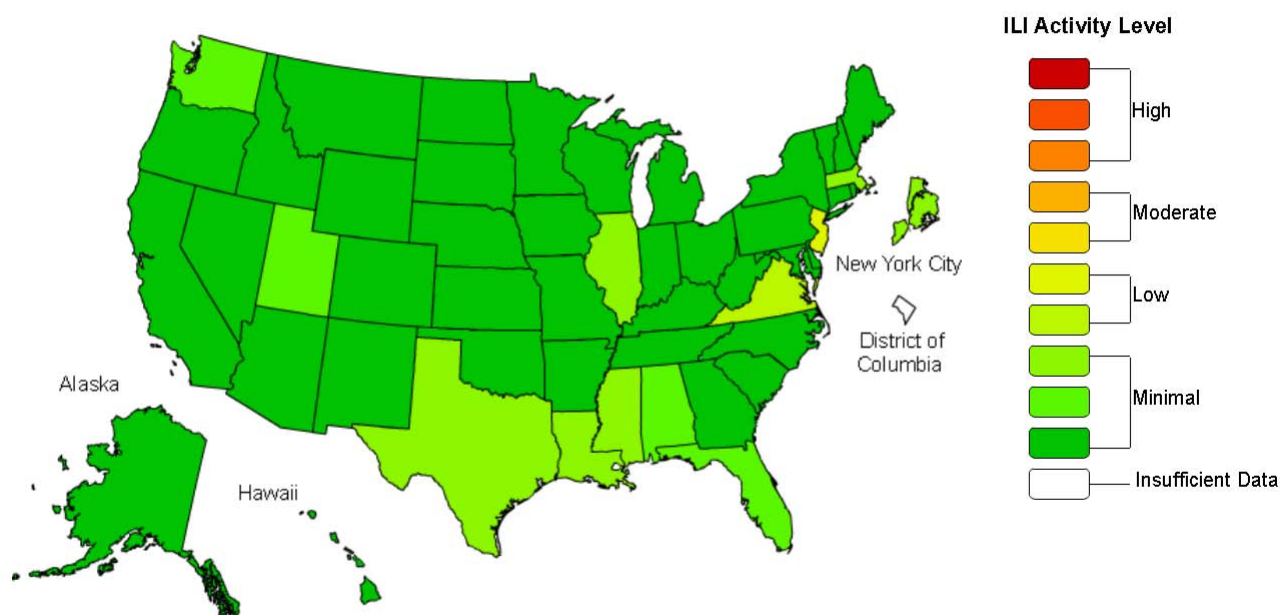 ILI Activity Level
High
Moderate
Low
Minimal
Insufficient Data
New York City
District of
Columbia
Alaska
Hawaii